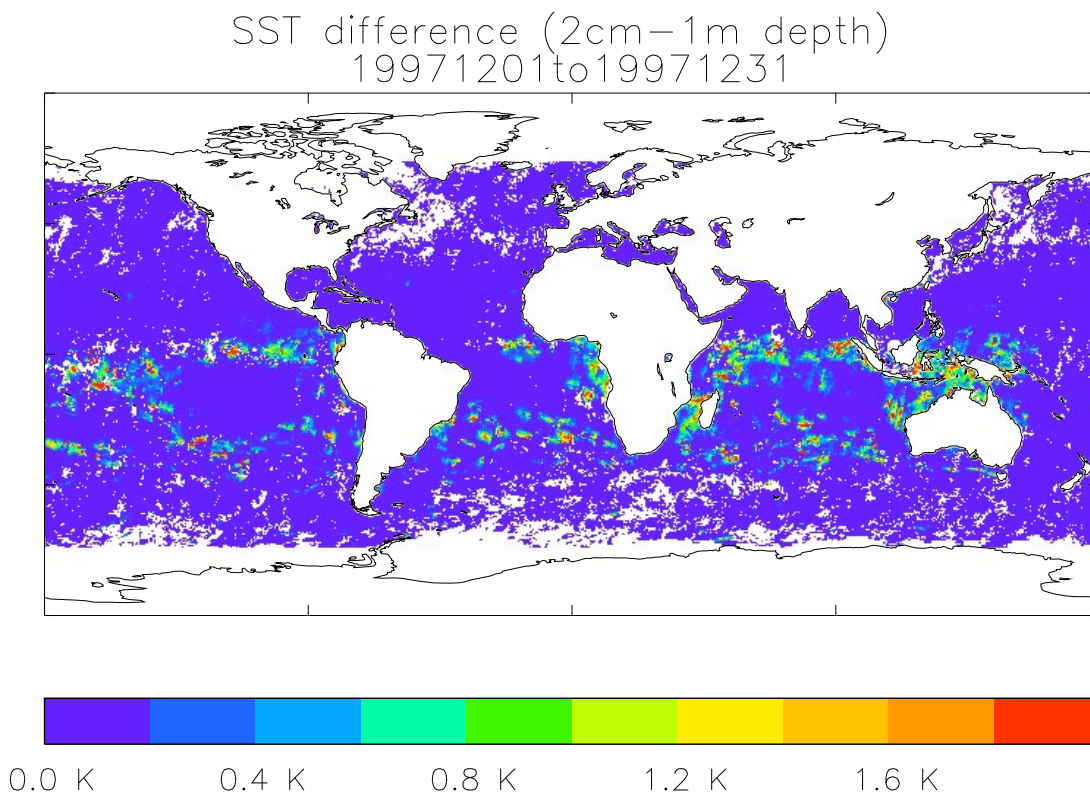 SST difference (2cm−1m depth)
19971201to19971231
0.0 K 0.4 K 0.8 K 1.2 K 1.6 K